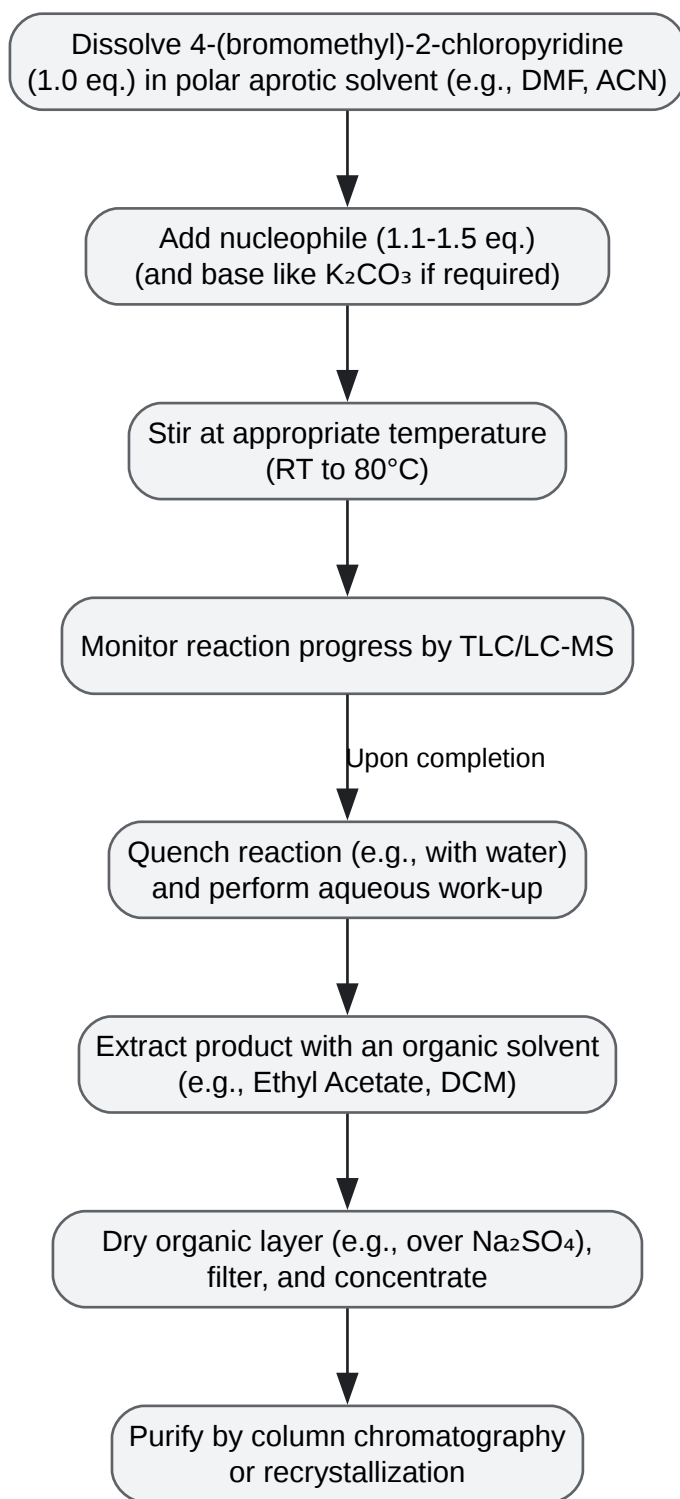 Dissolve 4-(bromomethyl)-2-chloropyridine
(1.0 eq.) in polar aprotic solvent (e.g., DMF, ACN)
Add nucleophile (1.1-1.5 eq.)
(and base like K₂CO₃ if required)
Stir at appropriate temperature
(RT to 80°C)
Monitor reaction progress by TLC/LC-MS
Upon completion
Quench reaction (e.g., with water)
and perform aqueous work-up
Extract product with an organic solvent
(e.g., Ethyl Acetate, DCM)
Dry organic layer (e.g., over Na₂SO₄),
filter, and concentrate
Purify by column chromatography
or recrystallization